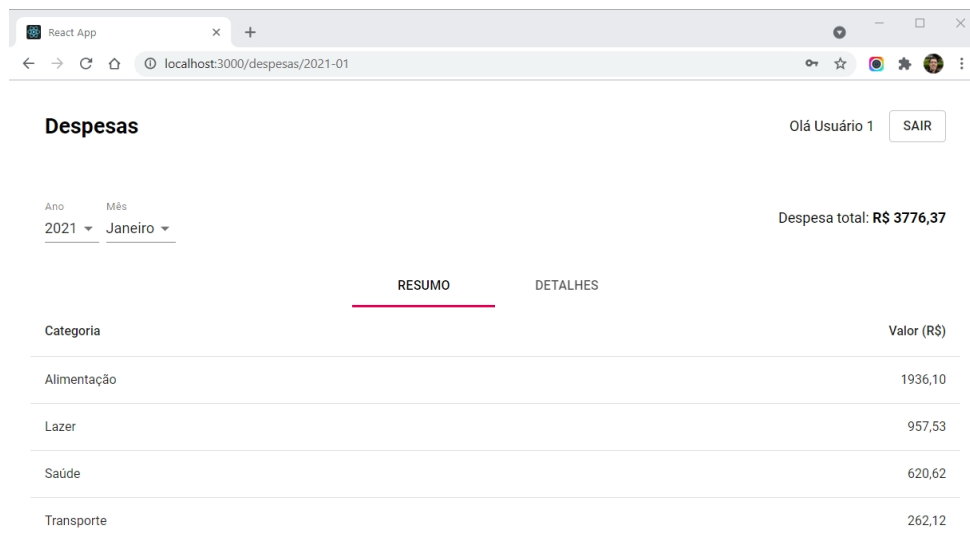 React App
localhost:3000/despesas/2021-01
Despesas
Olá Usuário 1
SAIR
Ano
Mês
2021
Janeiro
Despesa total: R$ 3776,37
RESUMO
DETALHES
Categoria
Valor (R$)
Alimentação
1936,10
Lazer
957,53
Saúde
620,62
Transporte
262,12